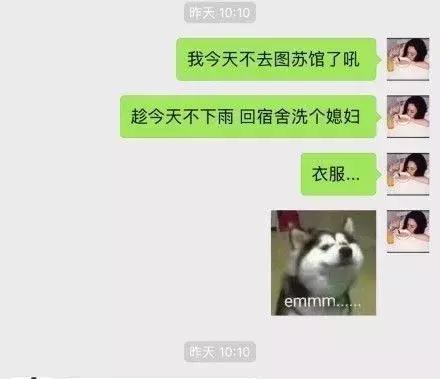 昨天 10:10
我今天不去图苏馆了吼
趁今天不下雨 回宿舍洗个媳妇
衣服...
emmm......
昨天 10:10